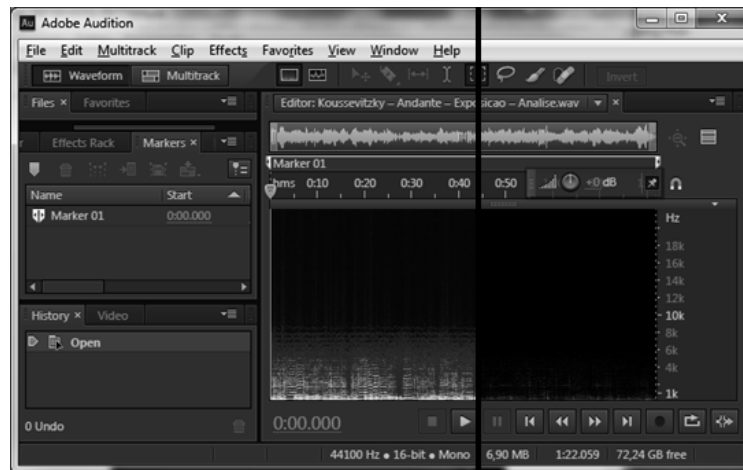 Au Adobe Audition
File Edit Multitrack Clip Effects Favorites View Window Help
Waveform Multitrack Invert
Files × Favorites
Editor: Koussevitzky – Andante – Exposicao – Analise.wav ×
r Effects Rack Markers ×
Marker 01
hms 0:10 0:20 0:30 0:40 0:50 +0 dB
Name Start
Marker 01 0:00.000
Hz
18k
16k
14k
12k
10k
8k
6k
4k
1k
History × Video
Open
0 Undo
0:00.000
44100 Hz ● 16-bit ● Mono 6,90 MB 1:22.059 72,24 GB free